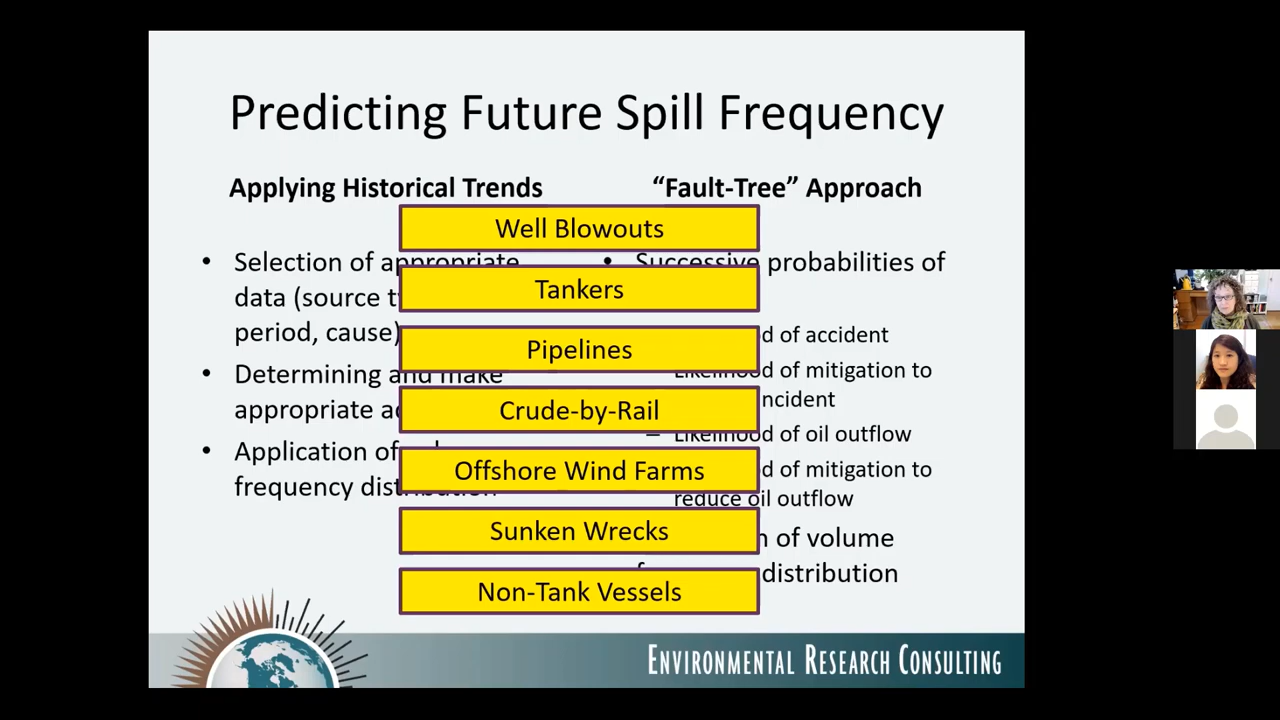 Predicting Future Spill Frequency
Applying Historical Trends
• Selection of appropriate
data (source
period, cause)
• Determining and make
appropriate
• Application of
frequency distribution
“Fault-Tree” Approach
• Successive probabilities of
of accident
Likelihood of mitigation to
incident
– Likelihood of oil outflow
of mitigation to
reduce oil outflow
of volume
distribution
Well Blowouts
Tankers
Pipelines
Crude-by-Rail
Offshore Wind Farms
Sunken Wrecks
Non-Tank Vessels
ENVIRONMENTAL RESEARCH CONSULTING